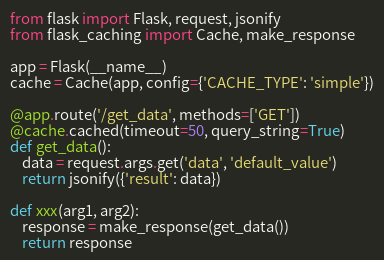 from flask import Flask, request, jsonify
from flask_caching import Cache, make_response

app = Flask(__name__)
cache = Cache(app, config={'CACHE_TYPE': 'simple'})

@app.route('/get_data', methods=['GET'])
@cache.cached(timeout=50, query_string=True)
def get_data():
    data = request.args.get('data', 'default_value')
    return jsonify({'result': data})

def xxx(arg1, arg2):
    response = make_response(get_data())
    return response